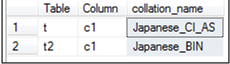 Table Column collation_name
1 t c1 Japanese_CI_AS
2 t2 c1 Japanese_BIN